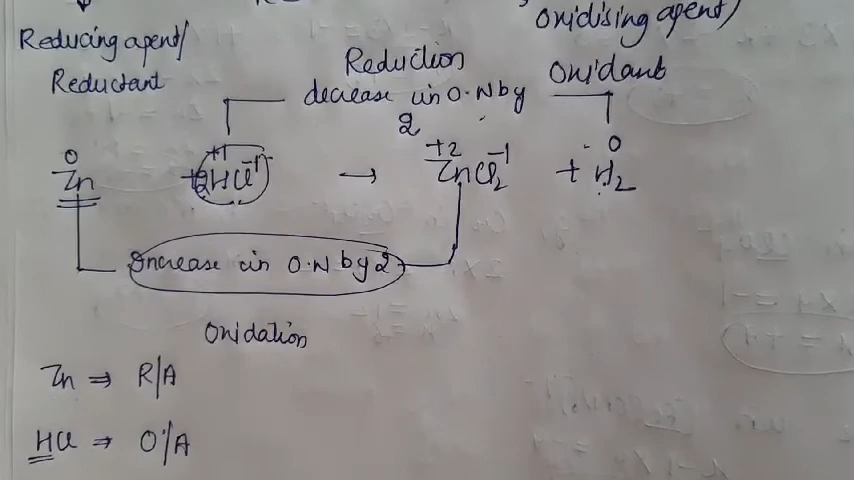 Oxidising agent/
Oxidant
Reducing agent/
Reductant
Reduction
decrease in O.N by
2
0 +1 -1 +2 -1 0
Zn + 2HCl → ZnCl2 + H2
Increase in O.N by 2
Oxidation
Zn ⇒ R/A
HCl ⇒ O/A